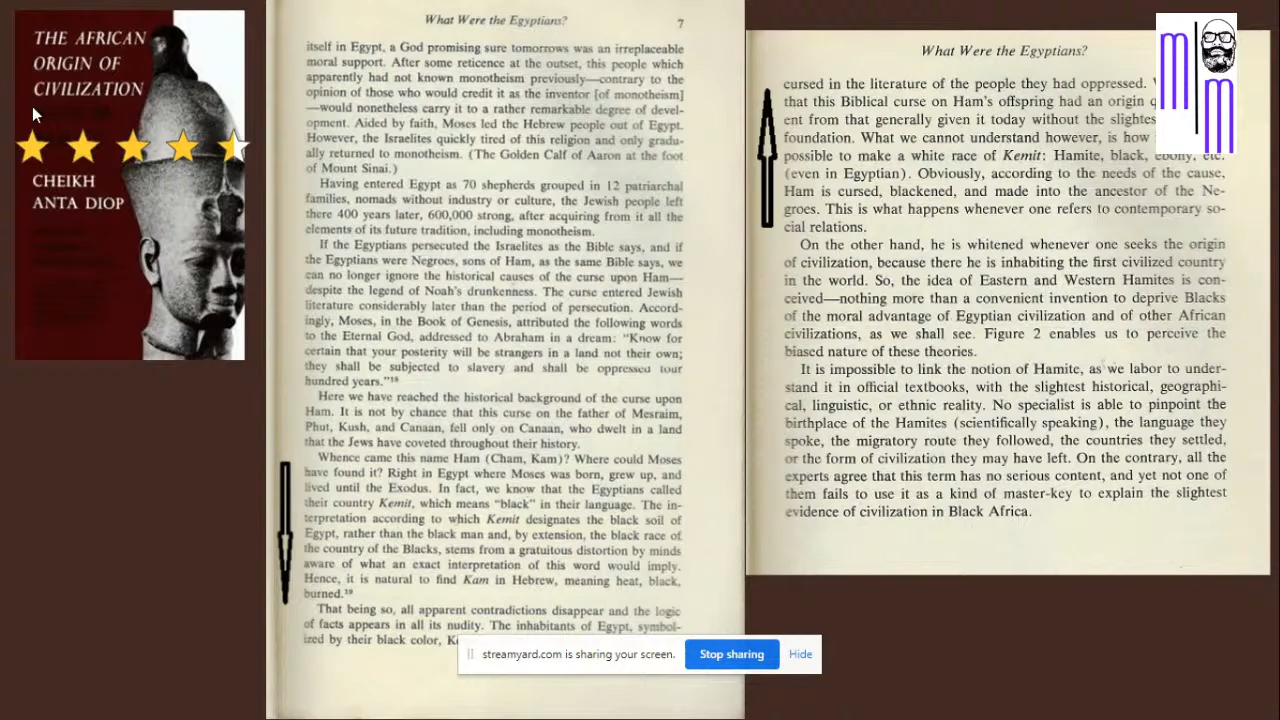 THE AFRICAN
ORIGIN OF
CIVILIZATION
CHEIKH
ANTA DIOP
What Were the Egyptians? 7
itself in Egypt, a God promising sure tomorrows was an irreplaceable
moral support. After some reticence at the outset, this people which
apparently had not known monotheism previously—contrary to the
opinion of those who would credit it as the inventor [of monotheism]
—would nonetheless carry it to a rather remarkable degree of devel-
opment. Aided by faith, Moses led the Hebrew people out of Egypt.
However, the Israelites quickly tired of this religion and only gradu-
ally returned to monotheism. (The Golden Calf of Aaron at the foot
of Mount Sinai.)
Having entered Egypt as 70 shepherds grouped in 12 patriarchal
families, nomads without industry or culture, the Jewish people left
there 400 years later, 600,000 strong, after acquiring from it all the
elements of its future tradition, including monotheism.
If the Egyptians persecuted the Israelites as the Bible says, and if
the Egyptians were Negroes, sons of Ham, as the same Bible says, we
can no longer ignore the historical causes of the curse upon Ham—
despite the legend of Noah's drunkenness. The curse entered Jewish
literature considerably later than the period of persecution. Accord-
ingly, Moses, in the Book of Genesis, attributed the following words
to the Eternal God, addressed to Abraham in a dream: "Know for
certain that your posterity will be strangers in a land not their own;
they shall be subjected to slavery and shall be oppressed four
hundred years."18
Here we have reached the historical background of the curse upon
Ham. It is not by chance that this curse on the father of Mesraim,
Phut, Kush, and Canaan, fell only on Canaan, who dwelt in a land
that the Jews have coveted throughout their history.
Whence came this name Ham (Cham, Kam)? Where could Moses
have found it? Right in Egypt where Moses was born, grew up, and
lived until the Exodus. In fact, we know that the Egyptians called
their country Kemit, which means "black" in their language. The in-
terpretation according to which Kemit designates the black soil of
Egypt, rather than the black man and, by extension, the black race of
the country of the Blacks, stems from a gratuitous distortion by minds
aware of what an exact interpretation of this word would imply.
Hence, it is natural to find Kam in Hebrew, meaning heat, black,
burned.19
That being so, all apparent contradictions disappear and the logic
of facts appears in all its nudity. The inhabitants of Egypt, symbol-
ized by their black color, K
What Were the Egyptians?
cursed in the literature of the people they had oppressed.
that this Biblical curse on Ham's offspring had an origin
ent from that generally given it today without the slightes
foundation. What we cannot understand however, is how
possible to make a white race of Kemit: Hamite, black, ebony, etc.
(even in Egyptian). Obviously, according to the needs of the cause,
Ham is cursed, blackened, and made into the ancestor of the Ne-
groes. This is what happens whenever one refers to contemporary so-
cial relations.
On the other hand, he is whitened whenever one seeks the origin
of civilization, because there he is inhabiting the first civilized country
in the world. So, the idea of Eastern and Western Hamites is con-
ceived—nothing more than a convenient invention to deprive Blacks
of the moral advantage of Egyptian civilization and of other African
civilizations, as we shall see. Figure 2 enables us to perceive the
biased nature of these theories.
It is impossible to link the notion of Hamite, as we labor to under-
stand it in official textbooks, with the slightest historical, geographi-
cal, linguistic, or ethnic reality. No specialist is able to pinpoint the
birthplace of the Hamites (scientifically speaking), the language they
spoke, the migratory route they followed, the countries they settled,
or the form of civilization they may have left. On the contrary, all the
experts agree that this term has no serious content, and yet not one of
them fails to use it as a kind of master-key to explain the slightest
evidence of civilization in Black Africa.
M M
streamyard.com is sharing your screen. Stop sharing Hide